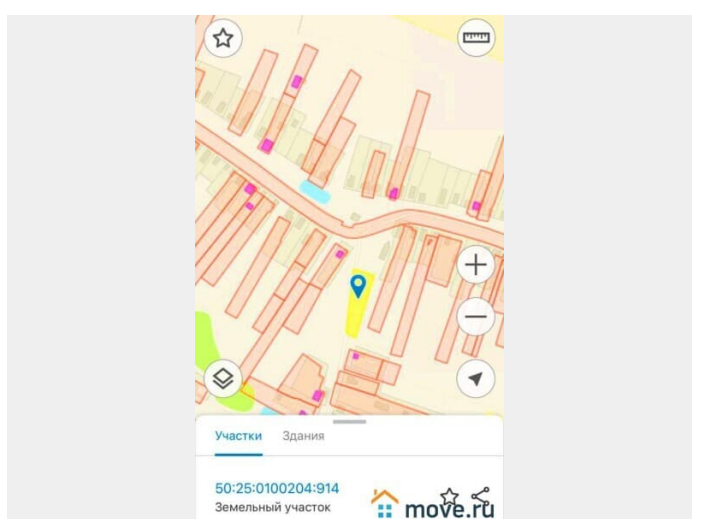 Участки Здания
50:25:0100204:914
Земельный участок
move.ru